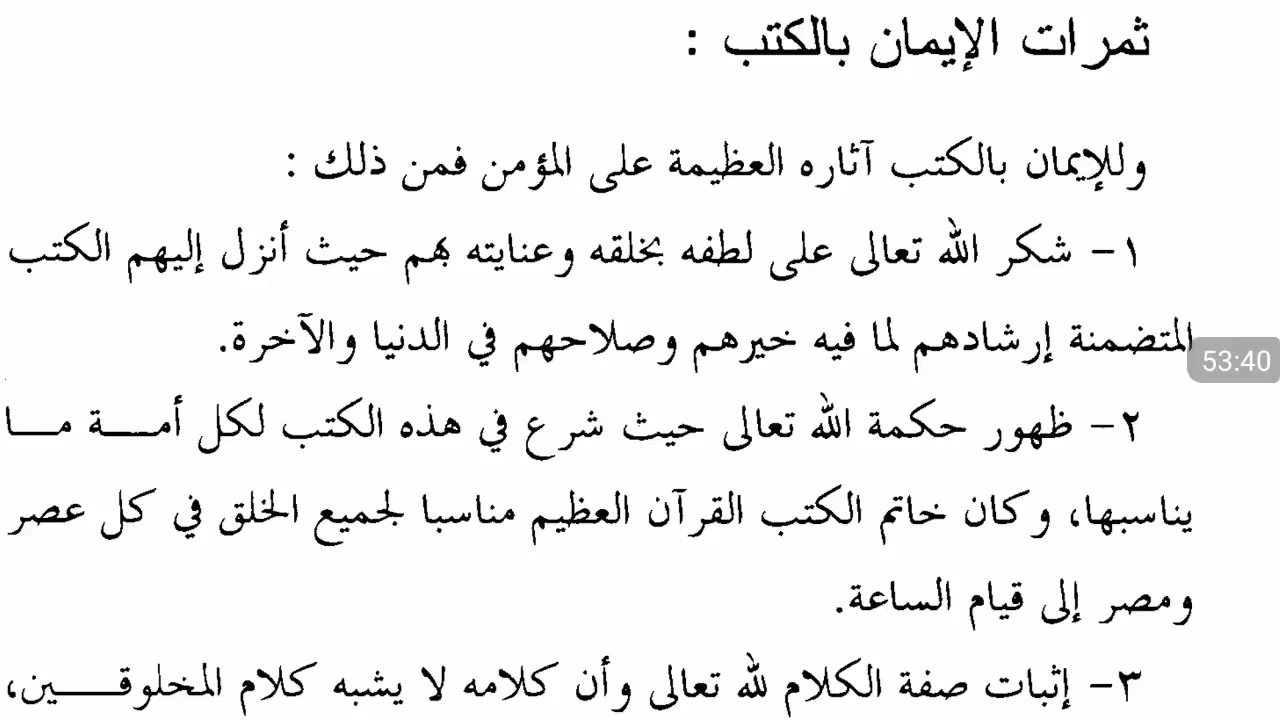 ثمرات الإيمان بالكتب :
وللإيمان بالكتب آثاره العظيمة على المؤمن فمن ذلك :
١- شكر الله تعالى على لطفه بخلقه وعنايته بهم حيث أنزل إليهم الكتب
المتضمنة إرشادهم لما فيه خيرهم وصلاحهم في الدنيا والآخرة.
53:40
٢- ظهور حكمة الله تعالى حيث شرع في هذه الكتب لكل أمـــة مـــا
يناسبها، وكان خاتم الكتب القرآن العظيم مناسبا لجميع الخلق في كل عصر
ومصر إلى قيام الساعة.
٣- إثبات صفة الكلام لله تعالى وأن كلامه لا يشبه كلام المخلوقـــــين،